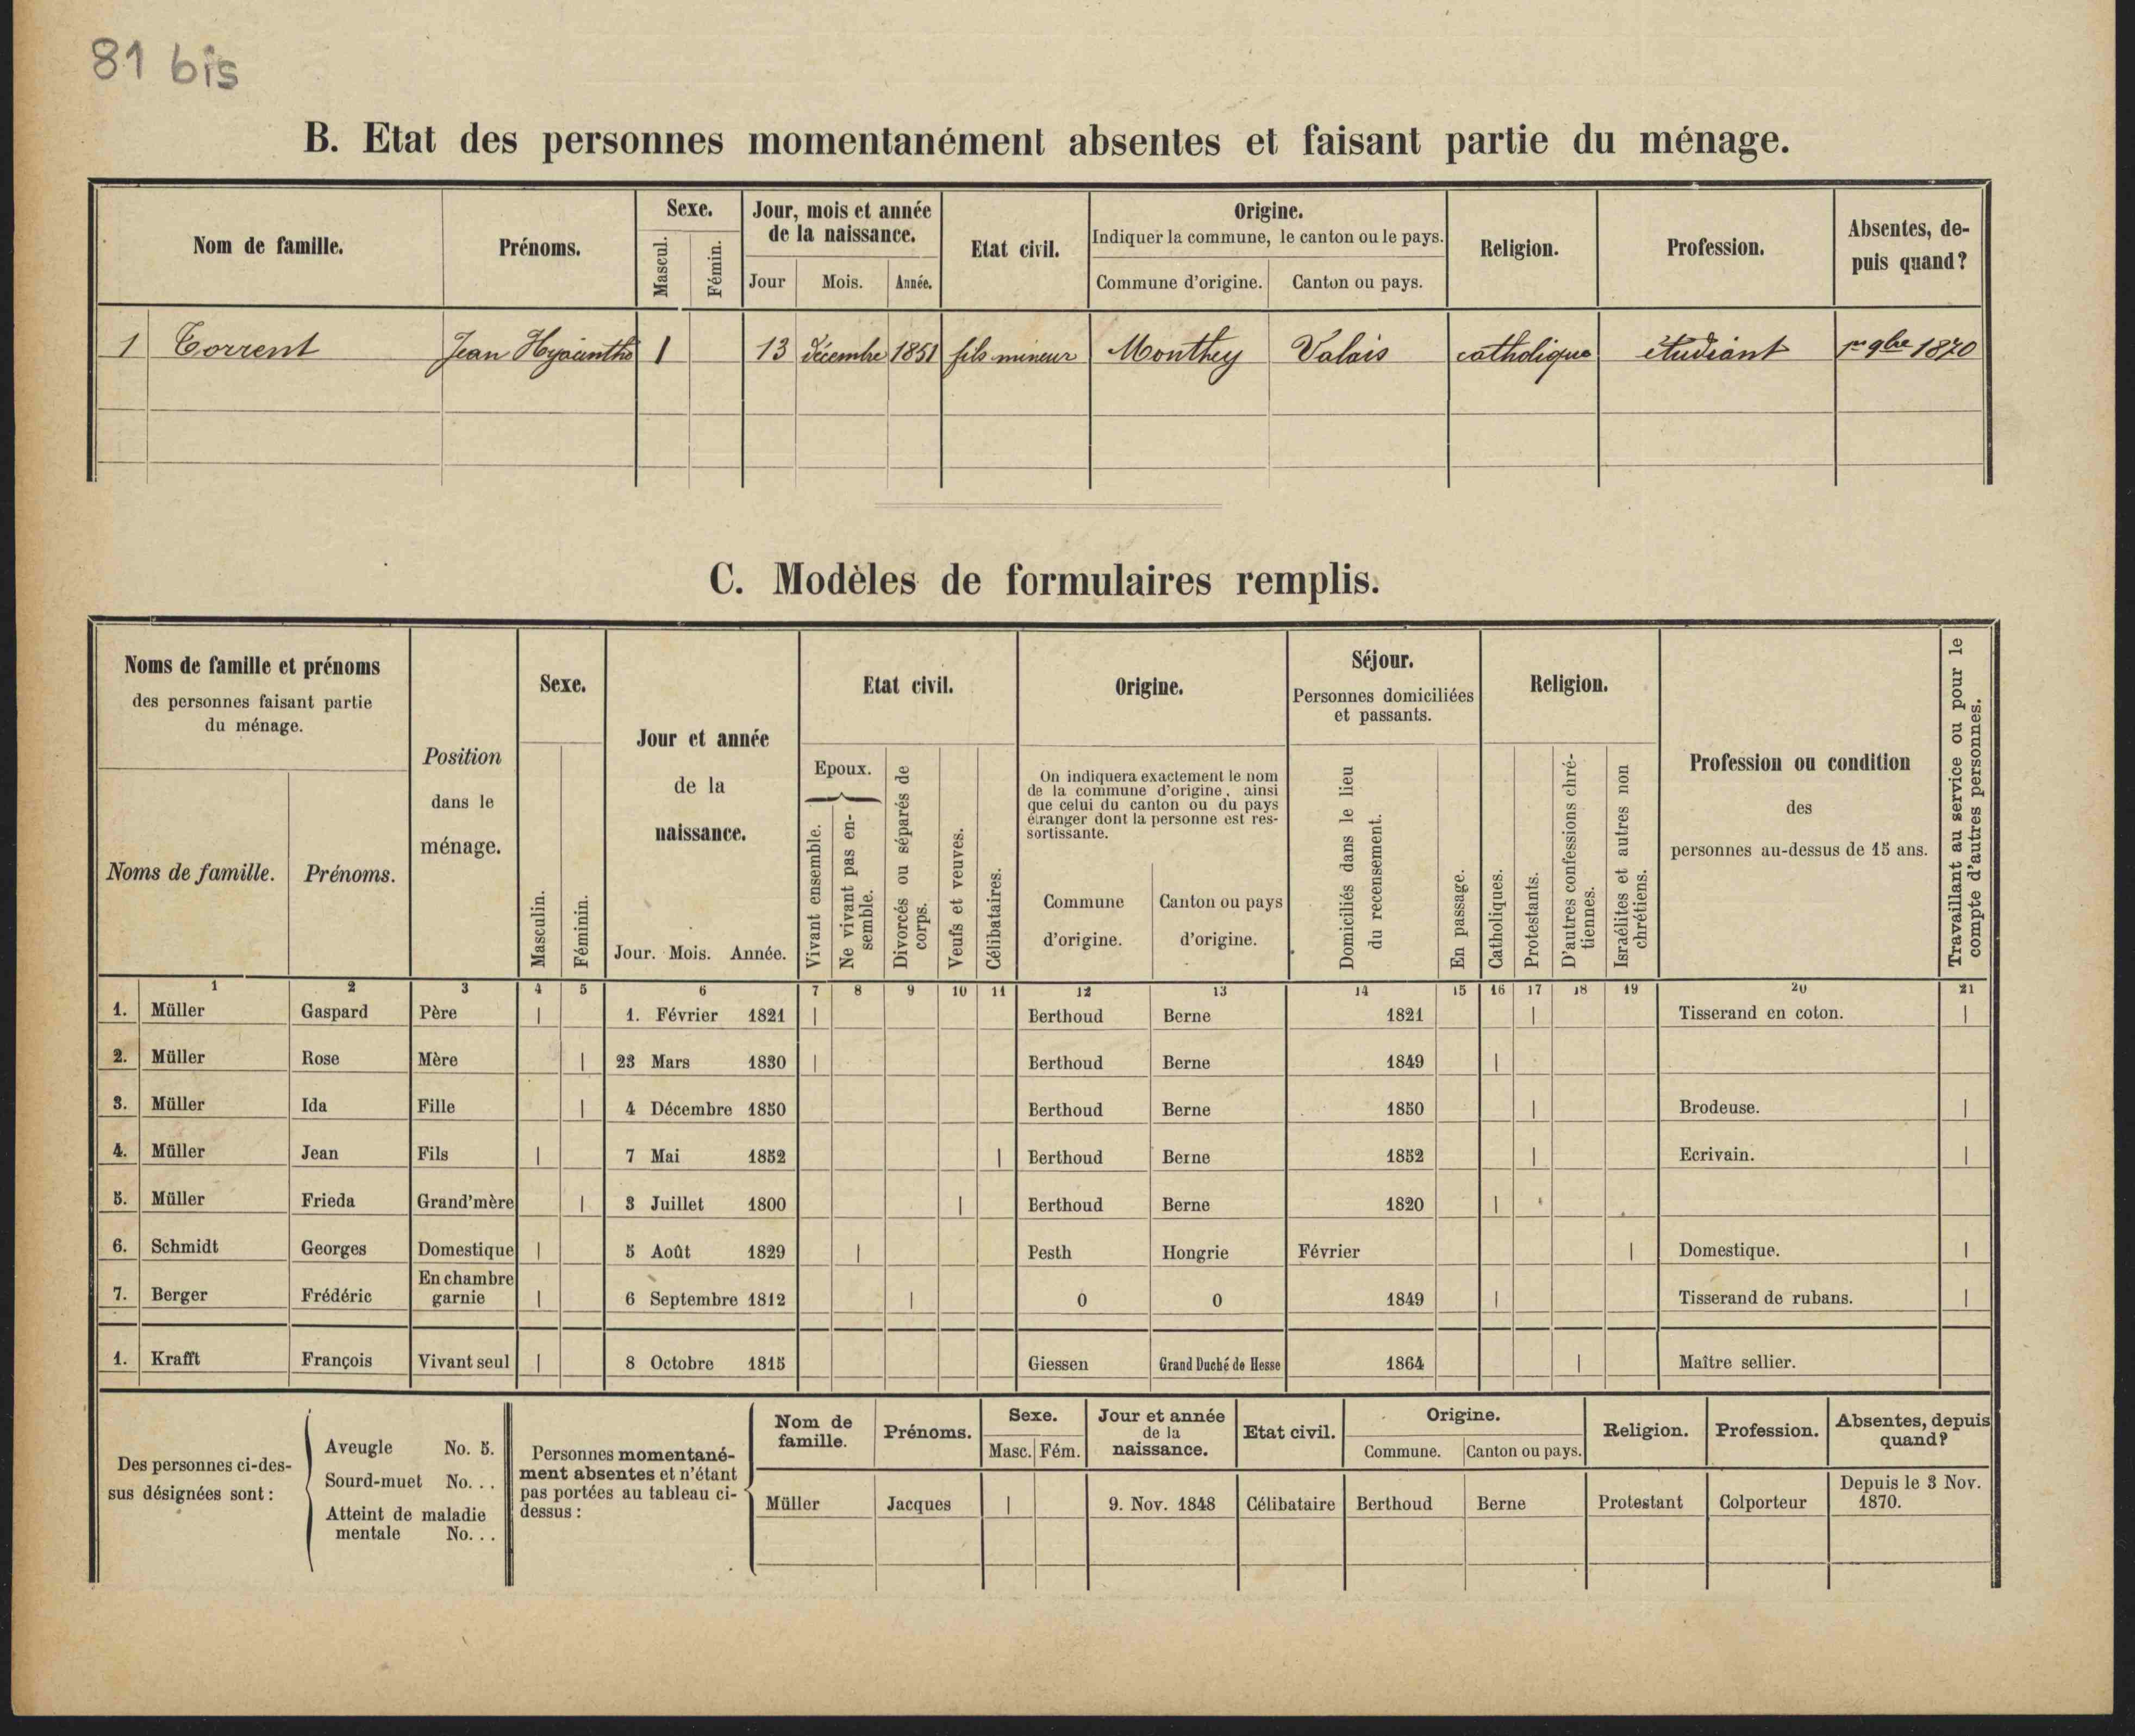 81 bis
B. Etat des personnes momentanément absentes et faisant partie du ménage.
Nom de famille.
Prénoms.
Sexe.
Mascul.
Fémin.
Jour, mois et année
de la naissance.
Jour
Mois.
Année.
Etat civil.
Origine.
Indiquer la commune, le canton ou le pays.
Commune d'origine.
Canton ou pays.
Religion.
Profession.
Absentes, de-
puis quand?
1 Torrent Jean Hyacinthe 1 13 décembre 1851 fils mineur Monthey Valais catholique étudiant 1er 9bre 1870
C. Modèles de formulaires remplis.
Noms de famille et prénoms
des personnes faisant partie
du ménage.
Noms de famille.
Prénoms.
Position
dans le
ménage.
Sexe.
Masculin.
Féminin.
Jour et année
de la
naissance.
Jour. Mois. Année.
Etat civil.
Epoux.
Vivant ensemble.
Ne vivant pas en-
semble.
Divorcés ou séparés de
corps.
Veufs et veuves.
Célibataires.
Origine.
On indiquera exactement le nom
de la commune d'origine, ainsi
que celui du canton ou du pays
étranger dont la personne est res-
sortissante.
Commune
d'origine.
Canton ou pays
d'origine.
Séjour.
Personnes domiciliées
et passants.
Domiciliés dans le lieu
du recensement.
En passage.
Religion.
Catholiques.
Protestants.
D'autres confessions chré-
tiennes.
Israélites et autres non
chrétiens.
Profession ou condition
des
personnes au-dessus de 15 ans.
Travaillant au service ou pour le
compte d'autres personnes.
1 2 3 4 5 6 7 8 9 10 11 12 13 14 15 16 17 18 19 20 21
1. Müller Gaspard Père | 1. Février 1821 | Berthoud Berne 1821 | Tisserand en coton. |
2. Müller Rose Mère | 23 Mars 1830 | Berthoud Berne 1849 |
3. Müller Ida Fille | 4 Décembre 1850 Berthoud Berne 1850 | Brodeuse. |
4. Müller Jean Fils | 7 Mai 1852 | Berthoud Berne 1852 | Ecrivain. |
5. Müller Frieda Grand'mère | 3 Juillet 1800 | Berthoud Berne 1820 |
6. Schmidt Georges Domestique | 5 Août 1829 | Pesth Hongrie Février | Domestique. |
7. Berger Frédéric En chambre garnie | 6 Septembre 1812 | 0 0 1849 | Tisserand de rubans. |
1. Krafft François Vivant seul | 8 Octobre 1815 Giessen Grand Duché de Hesse 1864 | Maître sellier.
Des personnes ci-des-
sus désignées sont:
Aveugle No. 5.
Sourd-muet No. . .
Atteint de maladie
mentale No. . .
Personnes momentané-
ment absentes et n'étant
pas portées au tableau ci-
dessus:
Nom de
famille.
Prénoms.
Sexe.
Masc. Fém.
Jour et année
de la
naissance.
Etat civil.
Origine.
Commune. Canton ou pays.
Religion.
Profession.
Absentes, depuis
quand?
Müller Jacques | 9. Nov. 1848 Célibataire Berthoud Berne Protestant Colporteur Depuis le 3 Nov.
1870.